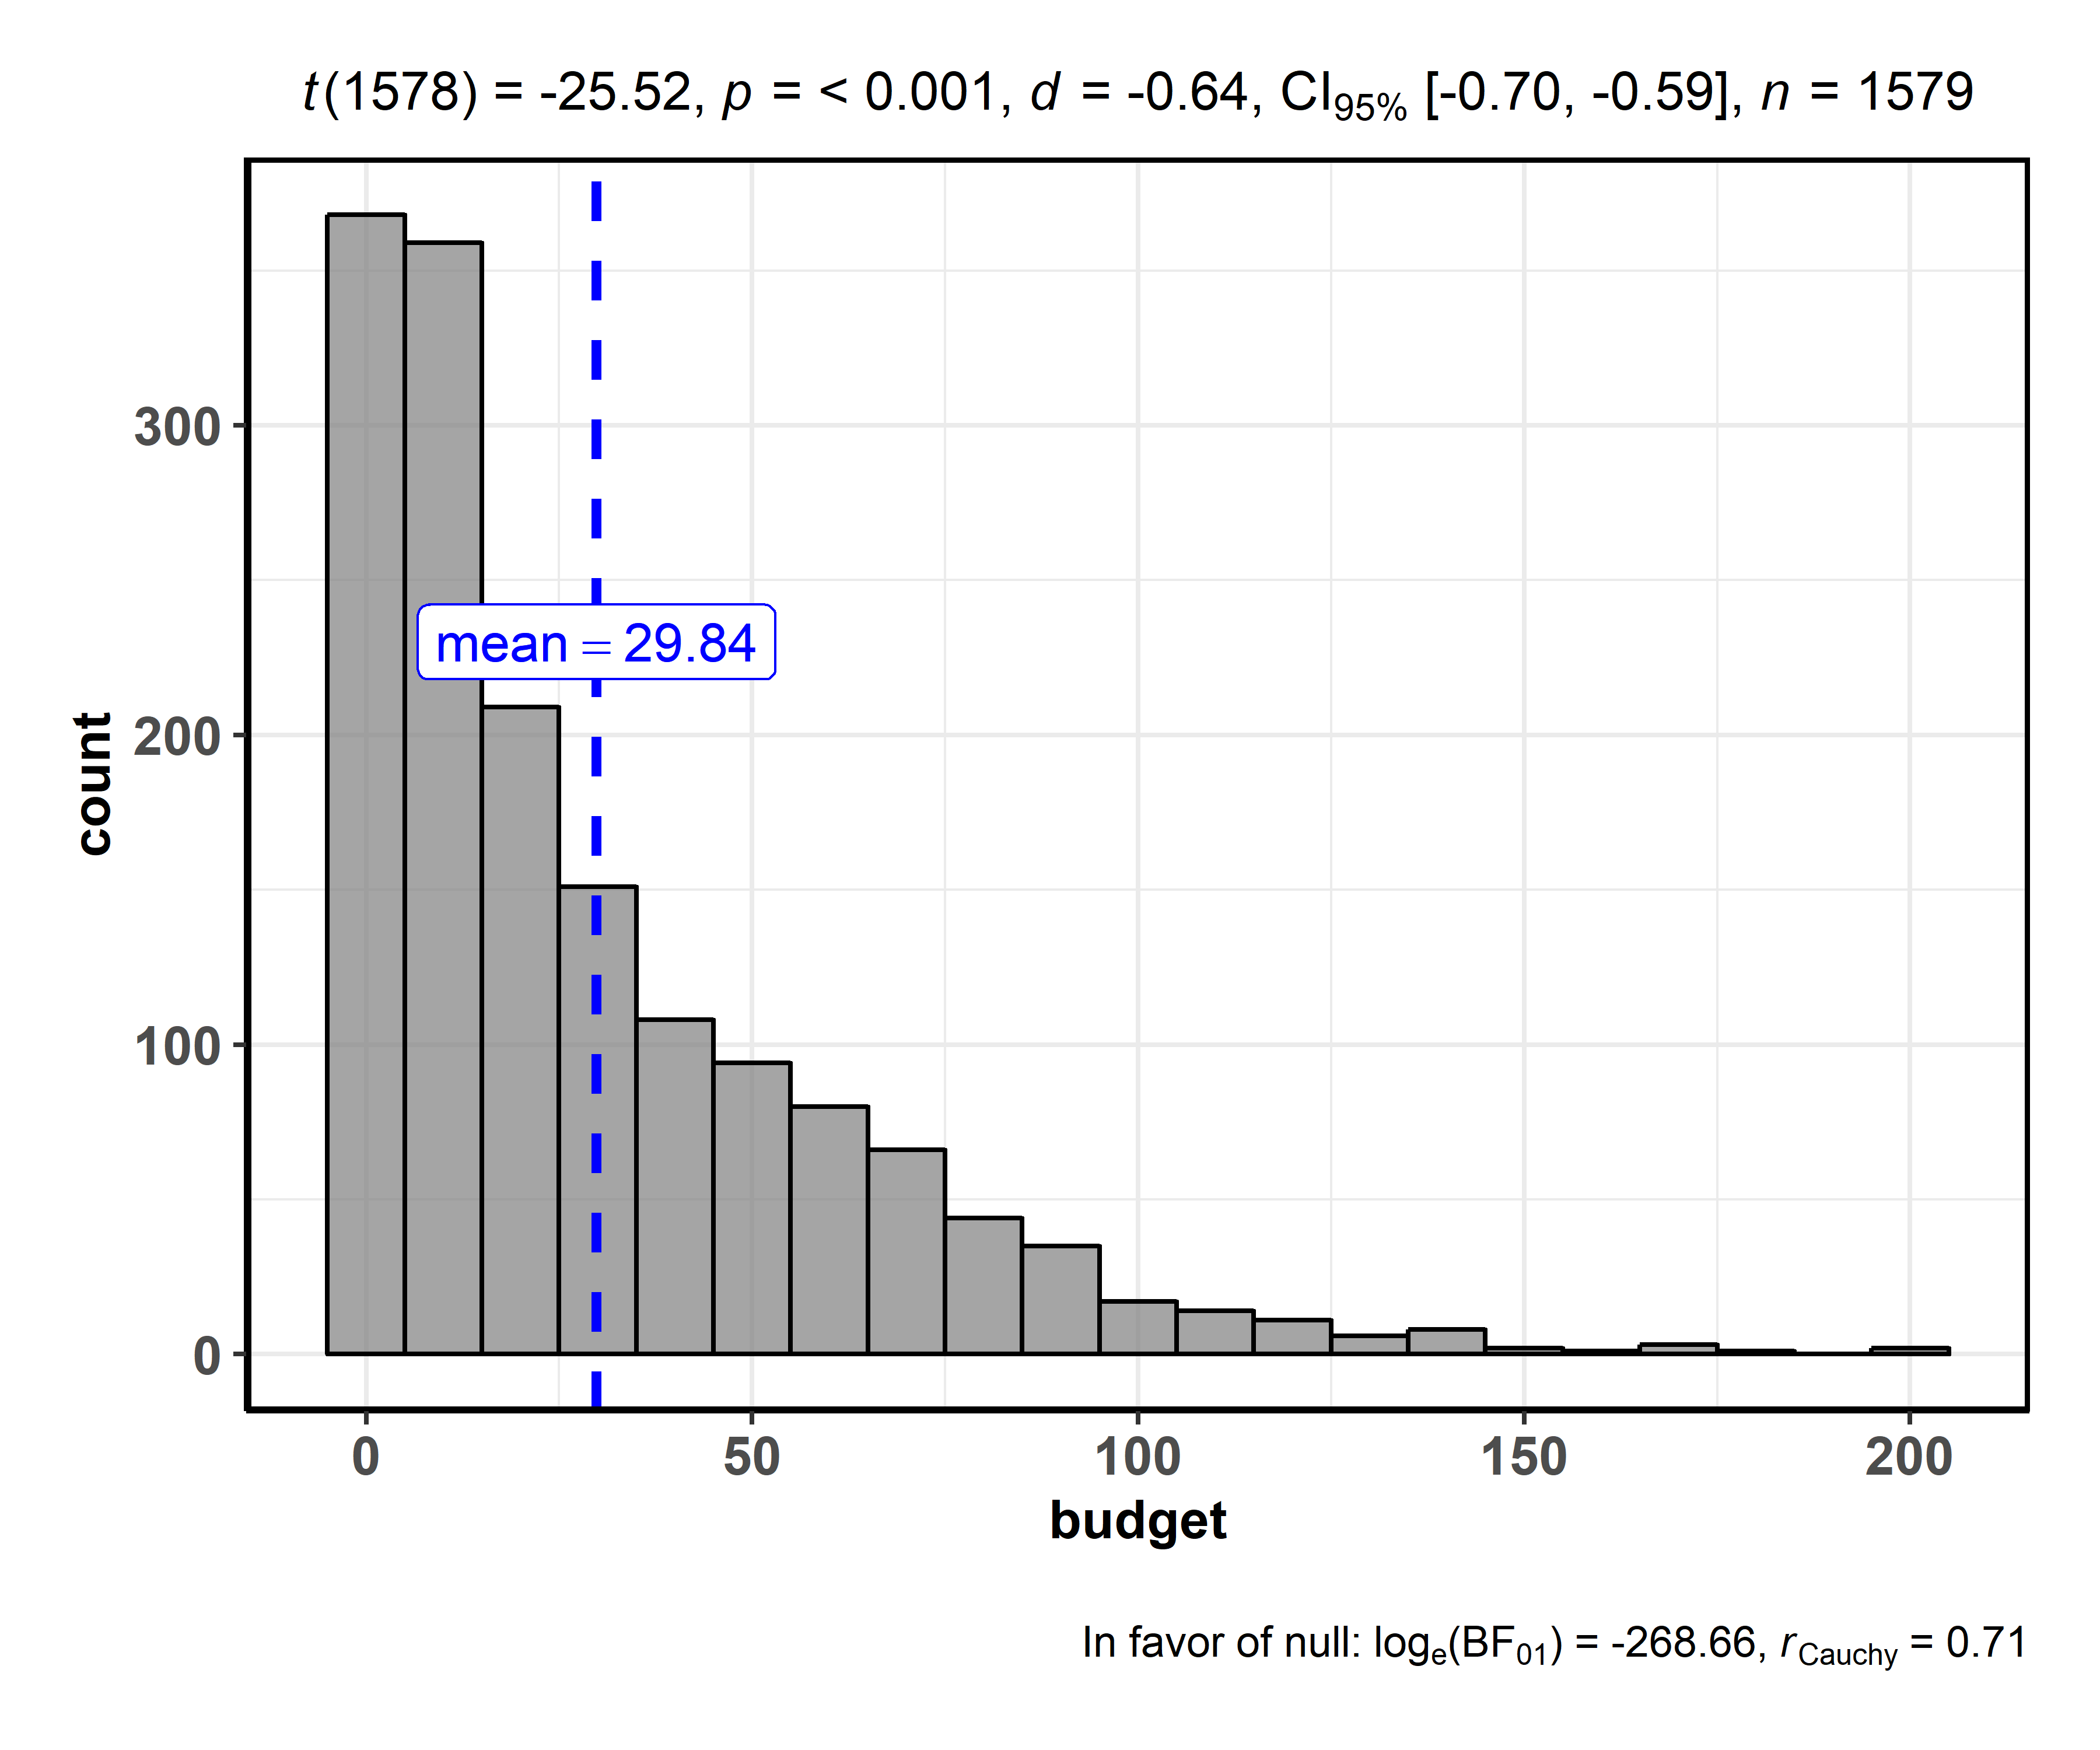 t(1578) = -25.52, p = < 0.001, d = -0.64, CI95% [-0.70, -0.59], n = 1579
300
200
100
0
count
mean = 29.84
0 50 100 150 200
budget
In favor of null: loge(BF01) = -268.66, rCauchy = 0.71